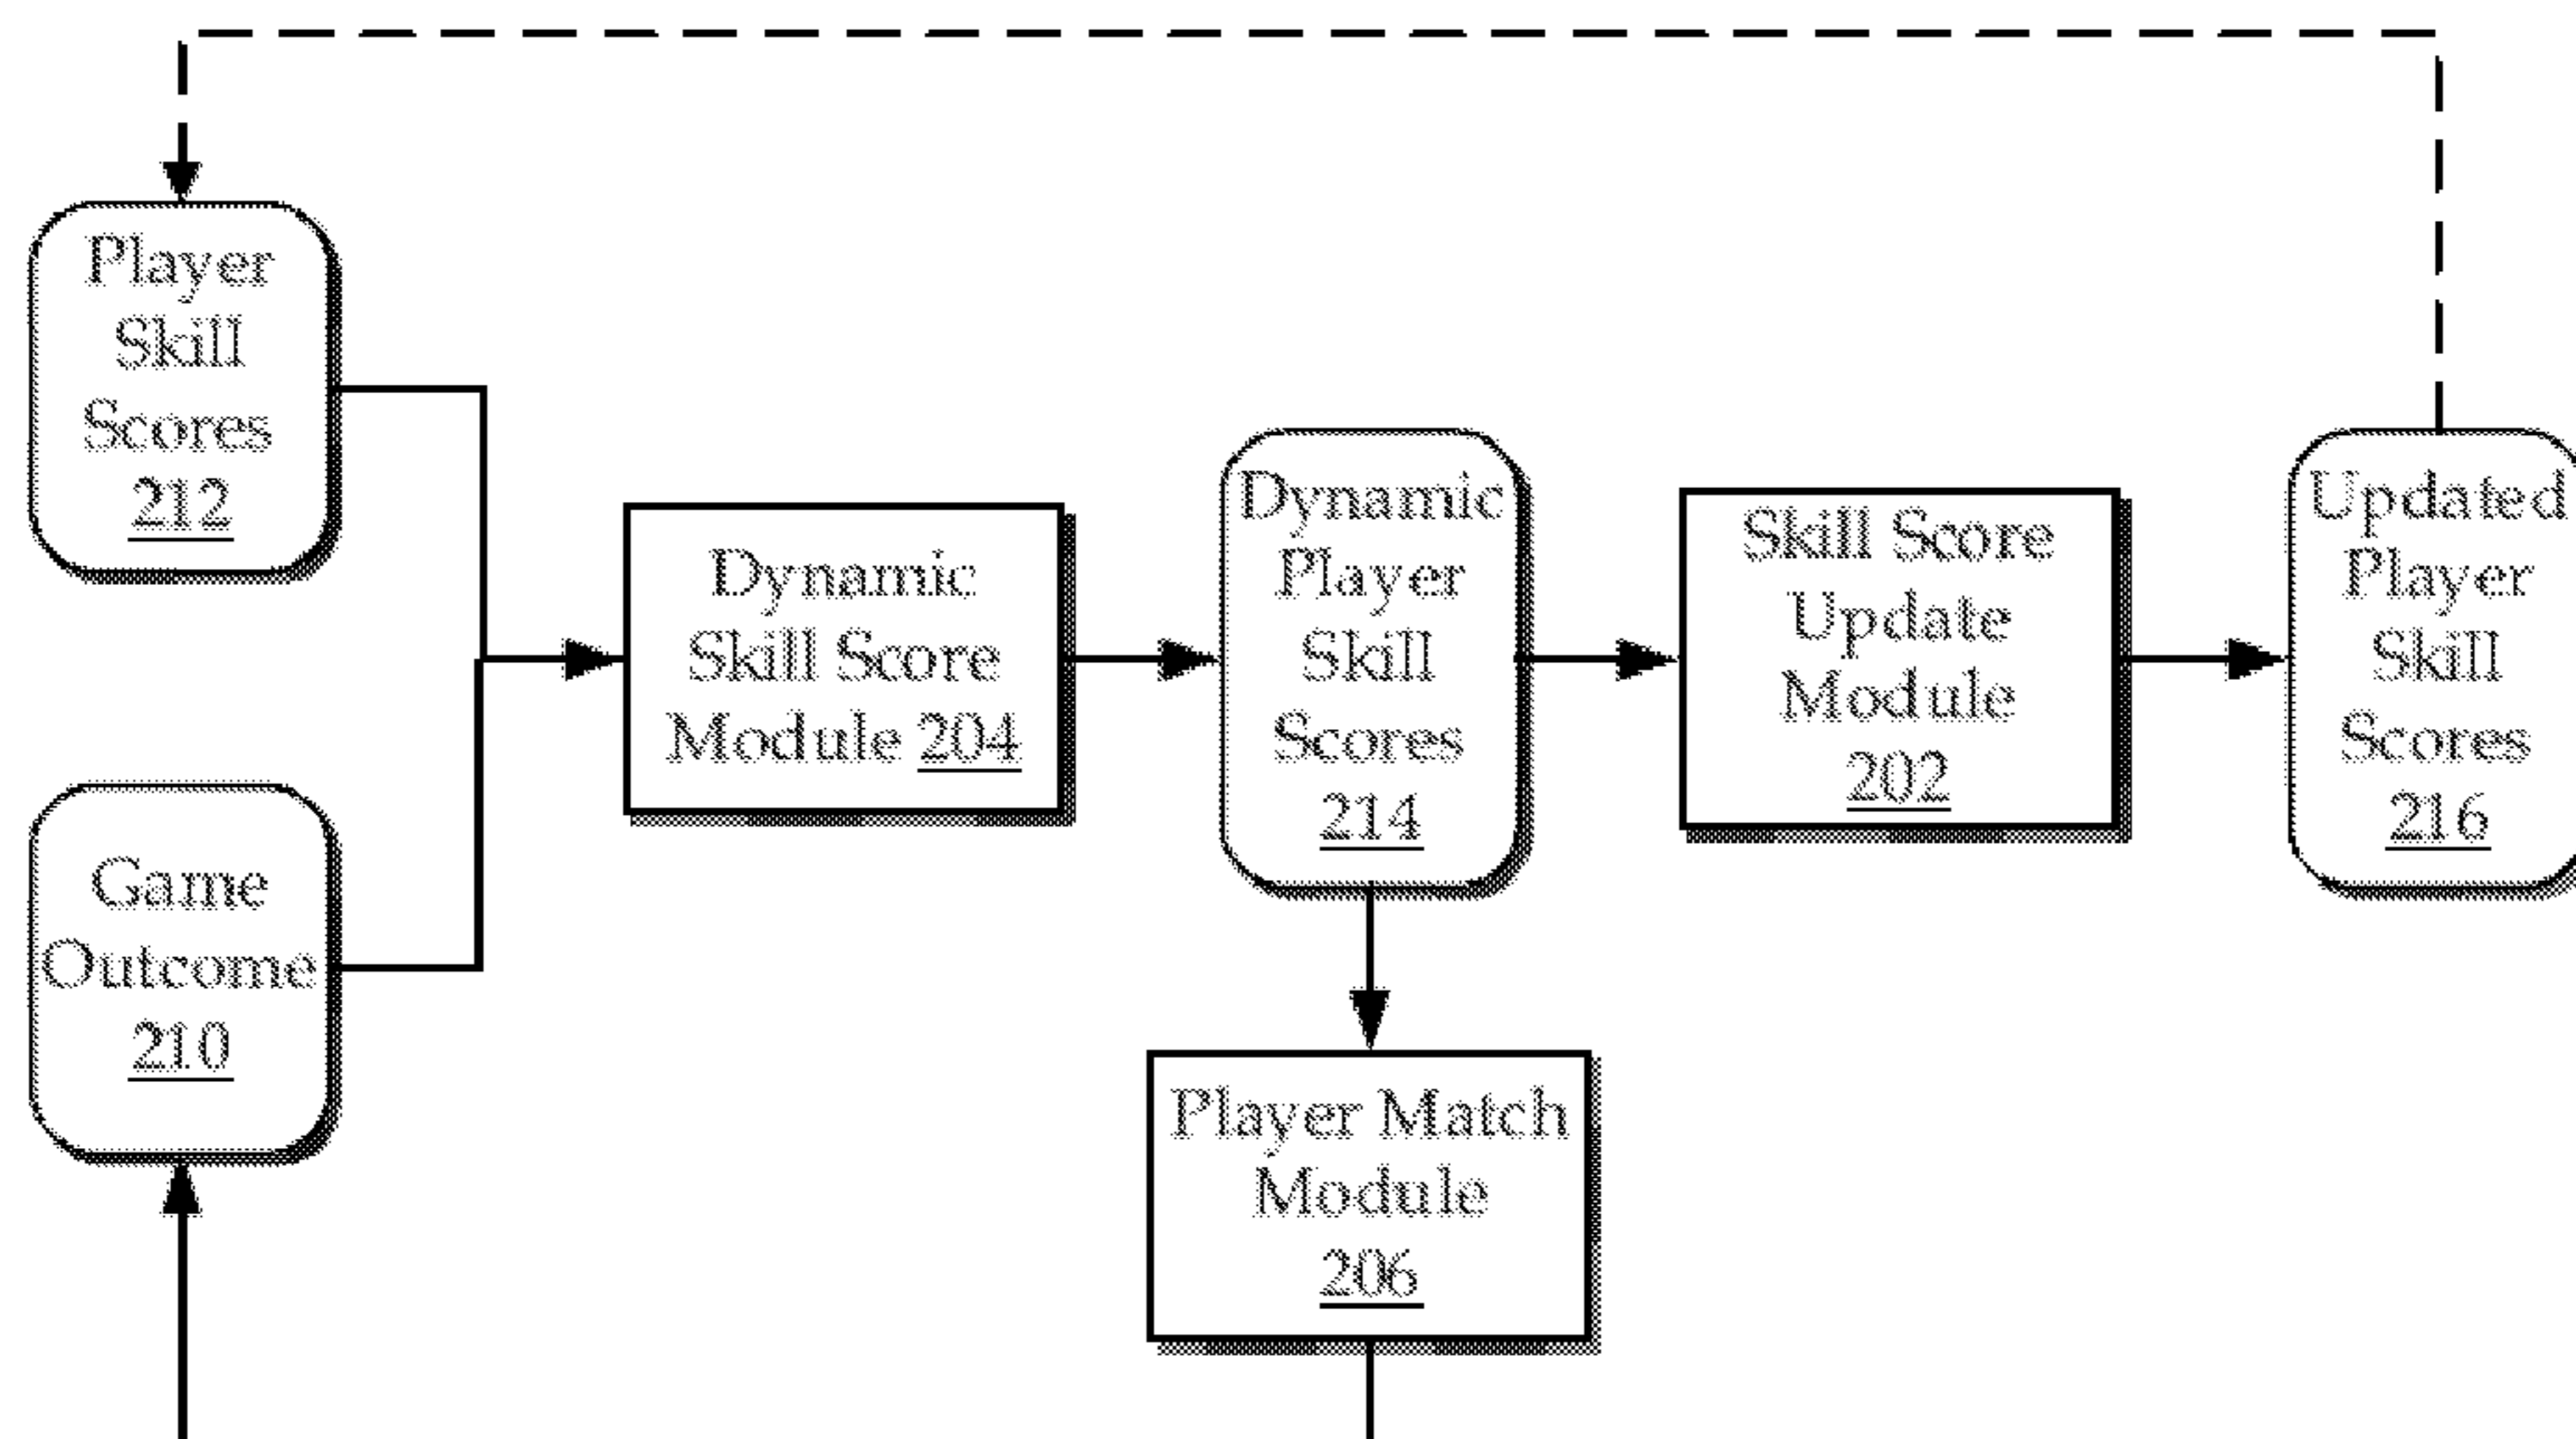 Player
Skill
Scores
212
Game
Outcome
210
Dynamic
Skill Score
Module 204
Dynamic
Player
Skill
Scores
214
Player Match
Module
206
Skill Score
Update
Module
202
Updated
Player
Skill
Scores
216